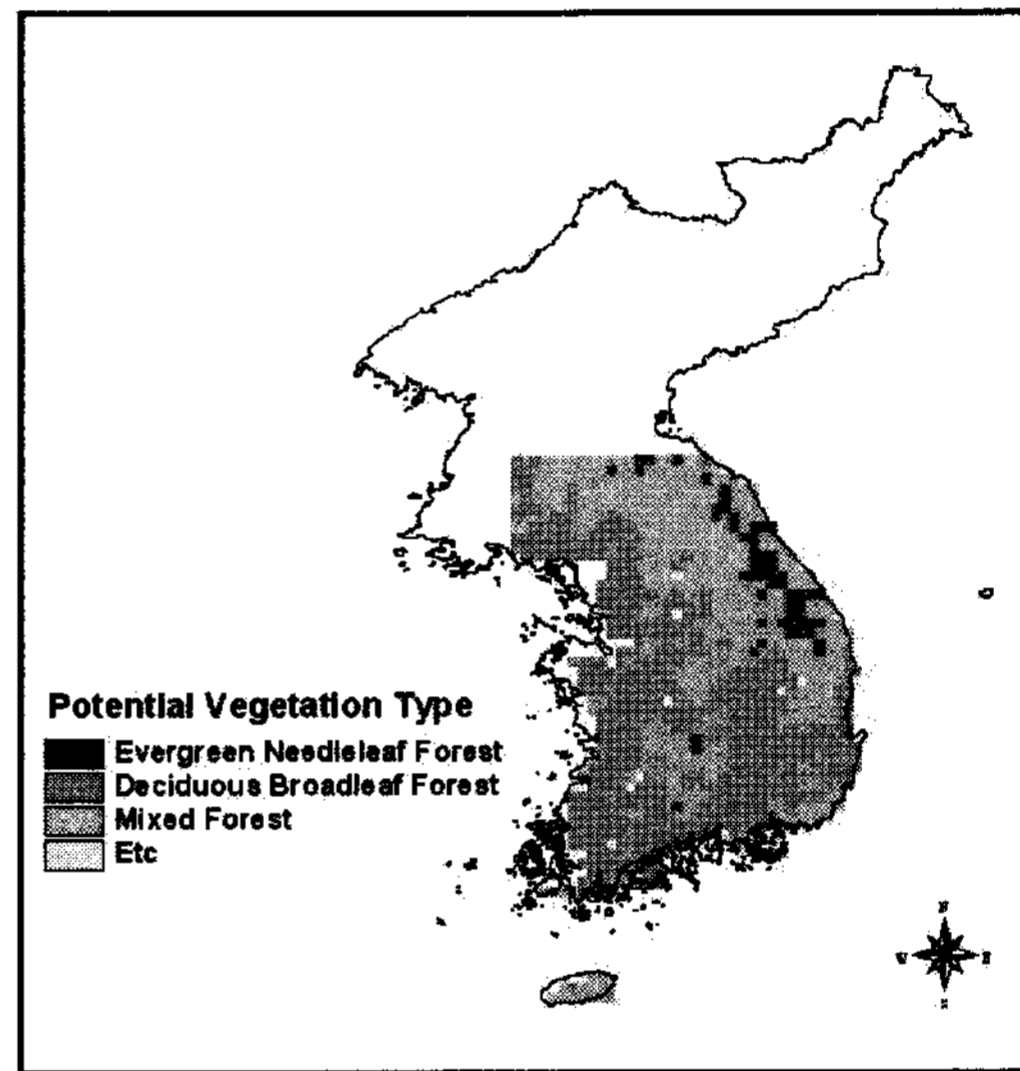 Potential Vegetation Type
Evergreen Needleleaf Forest
Deciduous Broadleaf Forest
Mixed Forest
Etc
N
W E
S